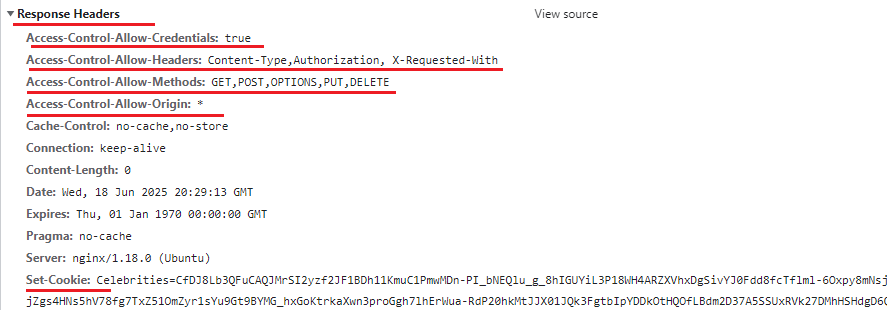 Response Headers View source
Access-Control-Allow-Credentials: true
Access-Control-Allow-Headers: Content-Type,Authorization, X-Requested-With
Access-Control-Allow-Methods: GET,POST,OPTIONS,PUT,DELETE
Access-Control-Allow-Origin: *
Cache-Control: no-cache,no-store
Connection: keep-alive
Content-Length: 0
Date: Wed, 18 Jun 2025 20:29:13 GMT
Expires: Thu, 01 Jan 1970 00:00:00 GMT
Pragma: no-cache
Server: nginx/1.18.0 (Ubuntu)
Set-Cookie: Celebrities=CfDJ8Lb3QFuCAQJMrSI2yzf2JF1BDh11KmuC1PmwMDn-PI_bNEQlu_g_8hIGUYiL3P18WH4ARZXVhxDgSivYJ0Fdd8fcTflml-6Oxpy8mNsj
jZgs4HNs5hV78fg7TxZ51OmZyr1sYu9Gt9BYMG_hxGoKtrkaXwn3proGgh7lhErWua-RdP20hkMtJJX01JQk3FgtbIpYDDkOtHQOfLBdm2D37A5SSUxRVk27DMhHSHdgD6